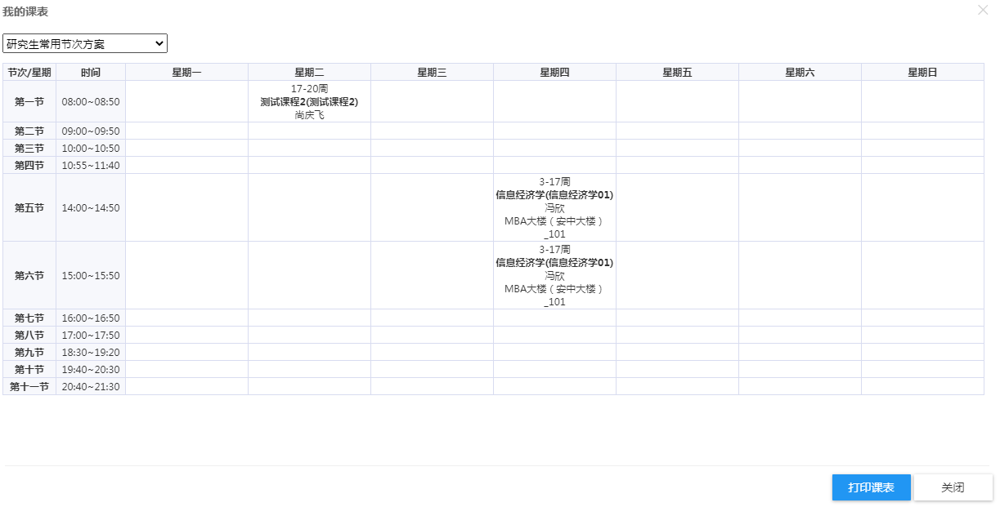 我的课表
研究生常用节次方案
节次/星期 时间 星期一 星期二 星期三 星期四 星期五 星期六 星期日
第一节 08:00~08:50 17-20周
测试课程2(测试课程2)
尚庆飞
第二节 09:00~09:50
第三节 10:00~10:50
第四节 10:55~11:40
第五节 14:00~14:50 3-17周
信息经济学(信息经济学01)
冯欣
MBA大楼（安中大楼）
_101
第六节 15:00~15:50 3-17周
信息经济学(信息经济学01)
冯欣
MBA大楼（安中大楼）
_101
第七节 16:00~16:50
第八节 17:00~17:50
第九节 18:30~19:20
第十节 19:40~20:30
第十一节 20:40~21:30
打印课表 关闭